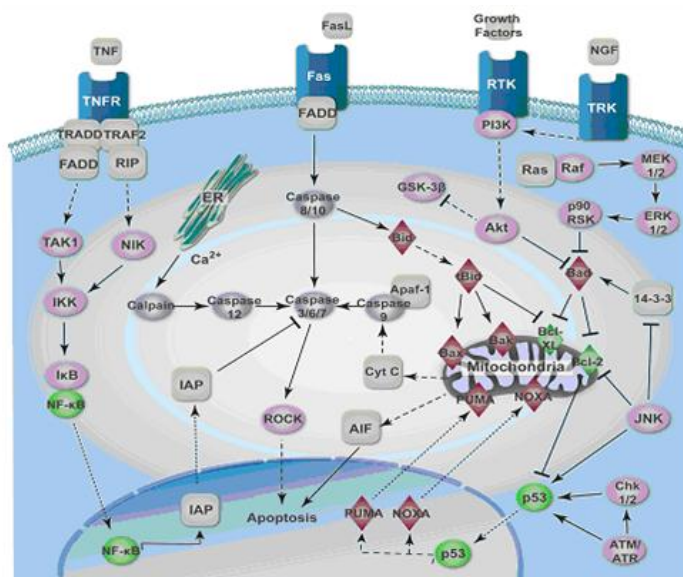 TNF
FasL
Growth
Factors
NGF
TNFR
Fas
RTK
TRK
TRADD
TRAF2
FADD
RIP
FADD
PI3K
Ras
Raf
MEK
1/2
ER
Ca²⁺
Caspase
8/10
GSK-3β
Akt
p90
RSK
ERK
1/2
TAK1
NIK
Bid
tBid
Bad
14-3-3
IKK
Calpain
Caspase
12
Caspase
3/6/7
Caspase
9
Apaf-1
Bax
Bak
Bcl-
XL
Bcl-2
Mitochondria
IκB
NF-κB
IAP
ROCK
Cyt C
AIF
PUMA
NOXA
JNK
IAP
Apoptosis
PUMA
NOXA
p53
Chk
1/2
NF-κB
p53
ATM/
ATR